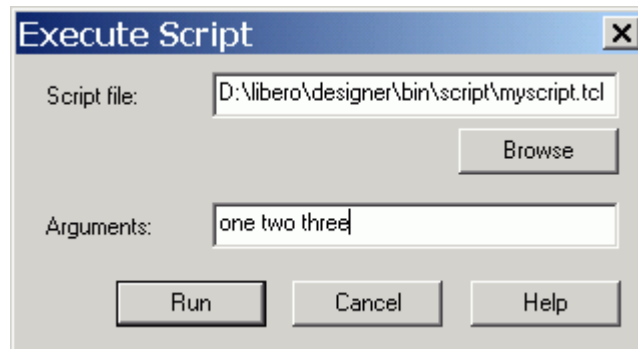 Execute Script
Script file: D:\libero\designer\bin\script\myscript.tcl
Browse
Arguments: one two three
Run Cancel Help